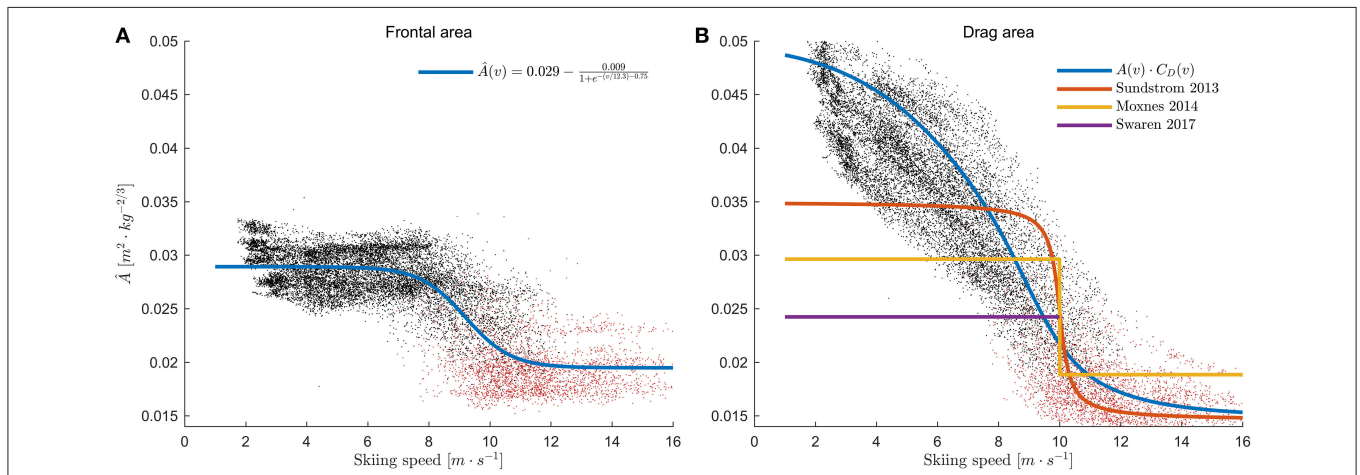 A
Frontal area
0.05
0.045
0.04
0.035
0.03
0.025
0.02
0.015
Â [m² · kg^{-2/3}]
Â(v) = 0.029 − \frac{0.009}{1+e^{-(v/12.3)-0.75}}
0 2 4 6 8 10 12 14 16
Skiing speed [m · s⁻¹]
B
Drag area
0.05
0.045
0.04
0.035
0.03
0.025
0.02
0.015
A(v) · C_D(v)
Sundstrom 2013
Moxnes 2014
Swaren 2017
0 2 4 6 8 10 12 14 16
Skiing speed [m · s⁻¹]